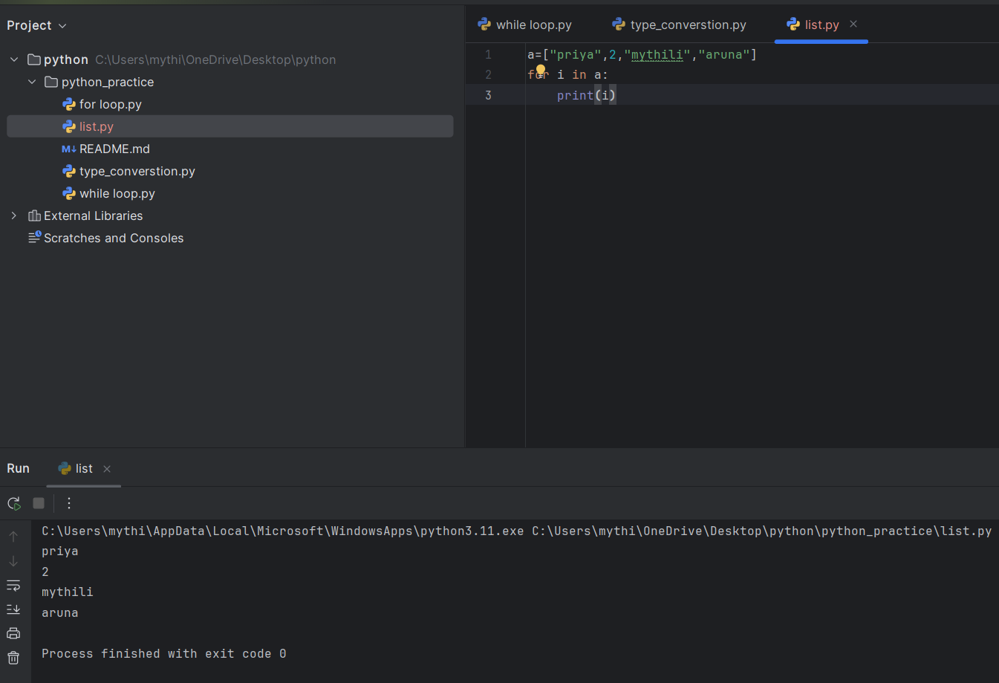 Project
python C:\Users\mythi\OneDrive\Desktop\python
python_practice
for loop.py
list.py
README.md
type_converstion.py
while loop.py
External Libraries
Scratches and Consoles
while loop.py type_converstion.py list.py
1 a=["priya",2,"mythili","aruna"]
2 for i in a:
3 print(i)
Run list
C:\Users\mythi\AppData\Local\Microsoft\WindowsApps\python3.11.exe C:\Users\mythi\OneDrive\Desktop\python\python_practice\list.py
priya
2
mythili
aruna
Process finished with exit code 0